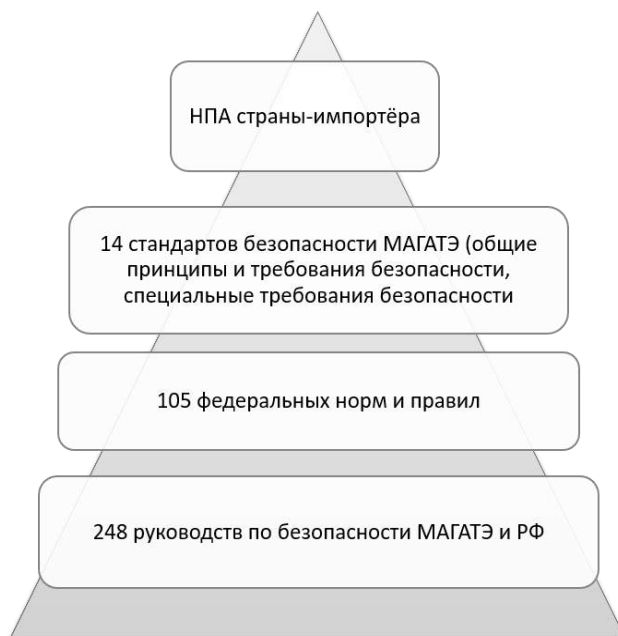 НПА страны-импортёра
14 стандартов безопасности МАГАТЭ (общие
принципы и требования безопасности,
специальные требования безопасности
105 федеральных норм и правил
248 руководств по безопасности МАГАТЭ и РФ